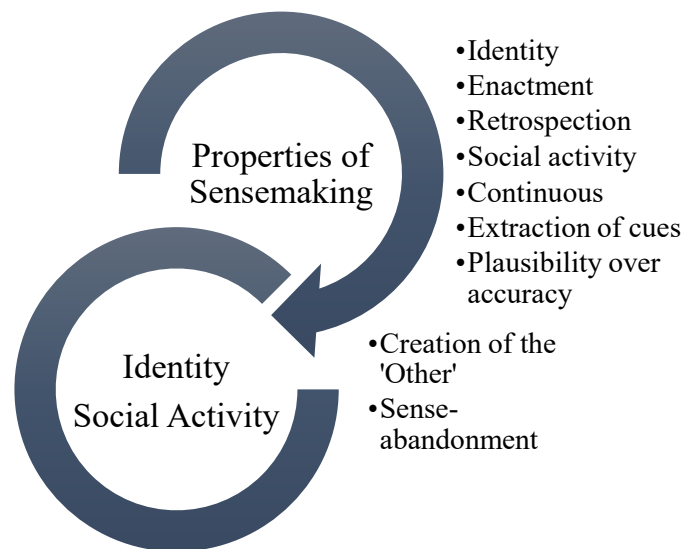 Properties of
Sensemaking
•Identity
•Enactment
•Retrospection
•Social activity
•Continuous
•Extraction of cues
•Plausibility over
accuracy
Identity
Social Activity
•Creation of the
'Other'
•Sense-
abandonment